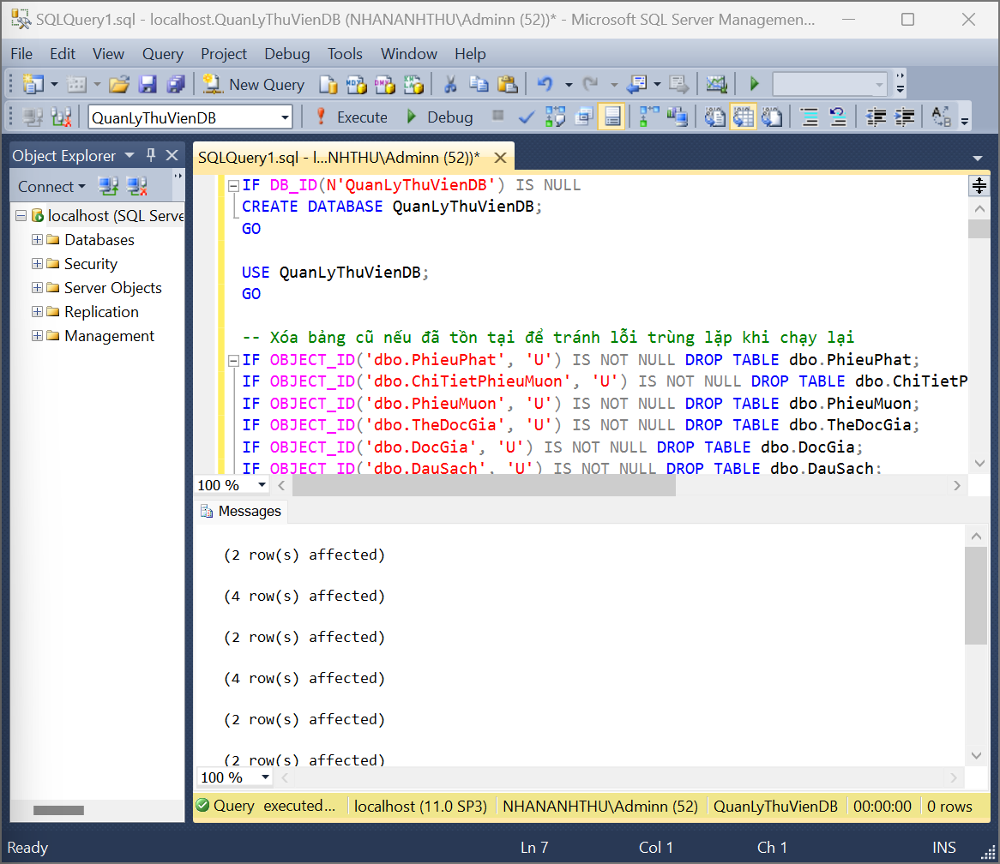 SQLQuery1.sql - localhost.QuanLyThuVienDB (NHANANHTHU\Adminn (52))* - Microsoft SQL Server Managemen...
File Edit View Query Project Debug Tools Window Help
New Query
QuanLyThuVienDB Execute Debug
Object Explorer
Connect
localhost (SQL Serve
Databases
Security
Server Objects
Replication
Management
SQLQuery1.sql - l...NHTHU\Adminn (52))*
IF DB_ID(N'QuanLyThuVienDB') IS NULL
CREATE DATABASE QuanLyThuVienDB;
GO
USE QuanLyThuVienDB;
GO
-- Xóa bảng cũ nếu đã tồn tại để tránh lỗi trùng lặp khi chạy lại
IF OBJECT_ID('dbo.PhieuPhat', 'U') IS NOT NULL DROP TABLE dbo.PhieuPhat;
IF OBJECT_ID('dbo.ChiTietPhieuMuon', 'U') IS NOT NULL DROP TABLE dbo.ChiTietP
IF OBJECT_ID('dbo.PhieuMuon', 'U') IS NOT NULL DROP TABLE dbo.PhieuMuon;
IF OBJECT_ID('dbo.TheDocGia', 'U') IS NOT NULL DROP TABLE dbo.TheDocGia;
IF OBJECT_ID('dbo.DocGia', 'U') IS NOT NULL DROP TABLE dbo.DocGia;
IF OBJECT_ID('dbo.DauSach', 'U') IS NOT NULL DROP TABLE dbo.DauSach;
100 %
Messages
(2 row(s) affected)
(4 row(s) affected)
(2 row(s) affected)
(4 row(s) affected)
(2 row(s) affected)
(2 row(s) affected)
100 %
Query executed... localhost (11.0 SP3) NHANANHTHU\Adminn (52) QuanLyThuVienDB 00:00:00 0 rows
Ready Ln 7 Col 1 Ch 1 INS